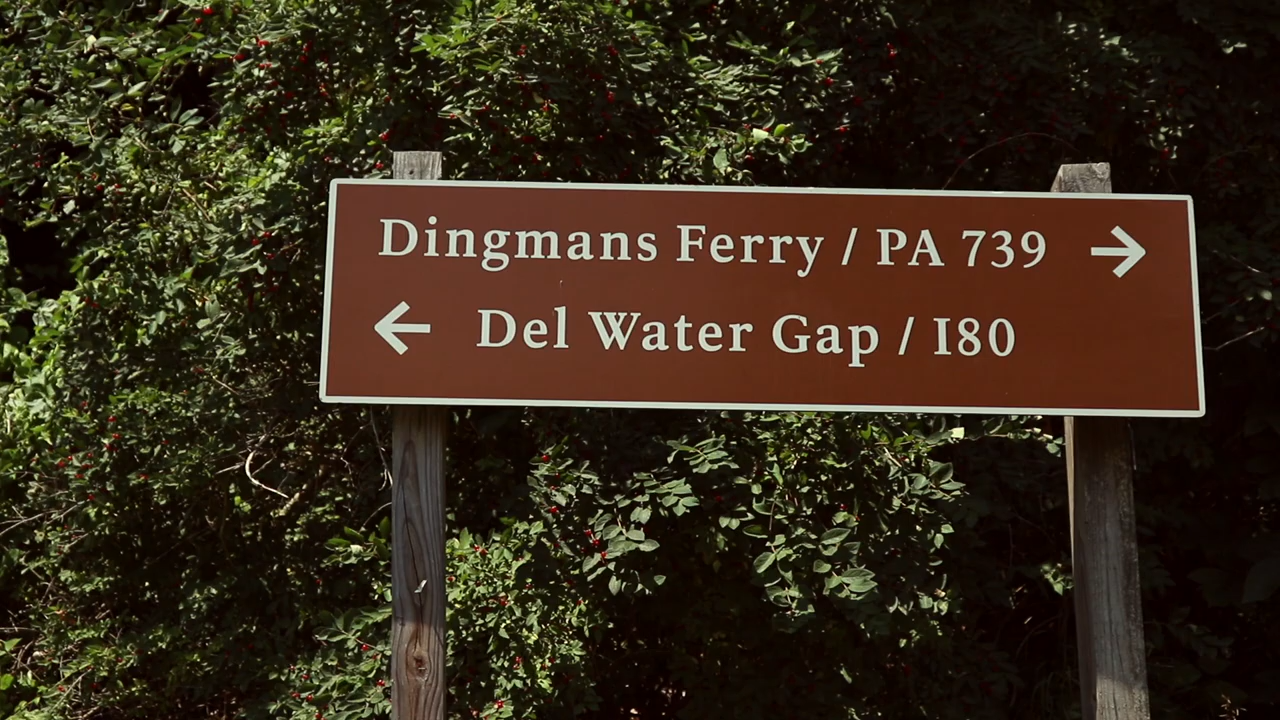 Dingmans Ferry / PA 739 →
← Del Water Gap / I80